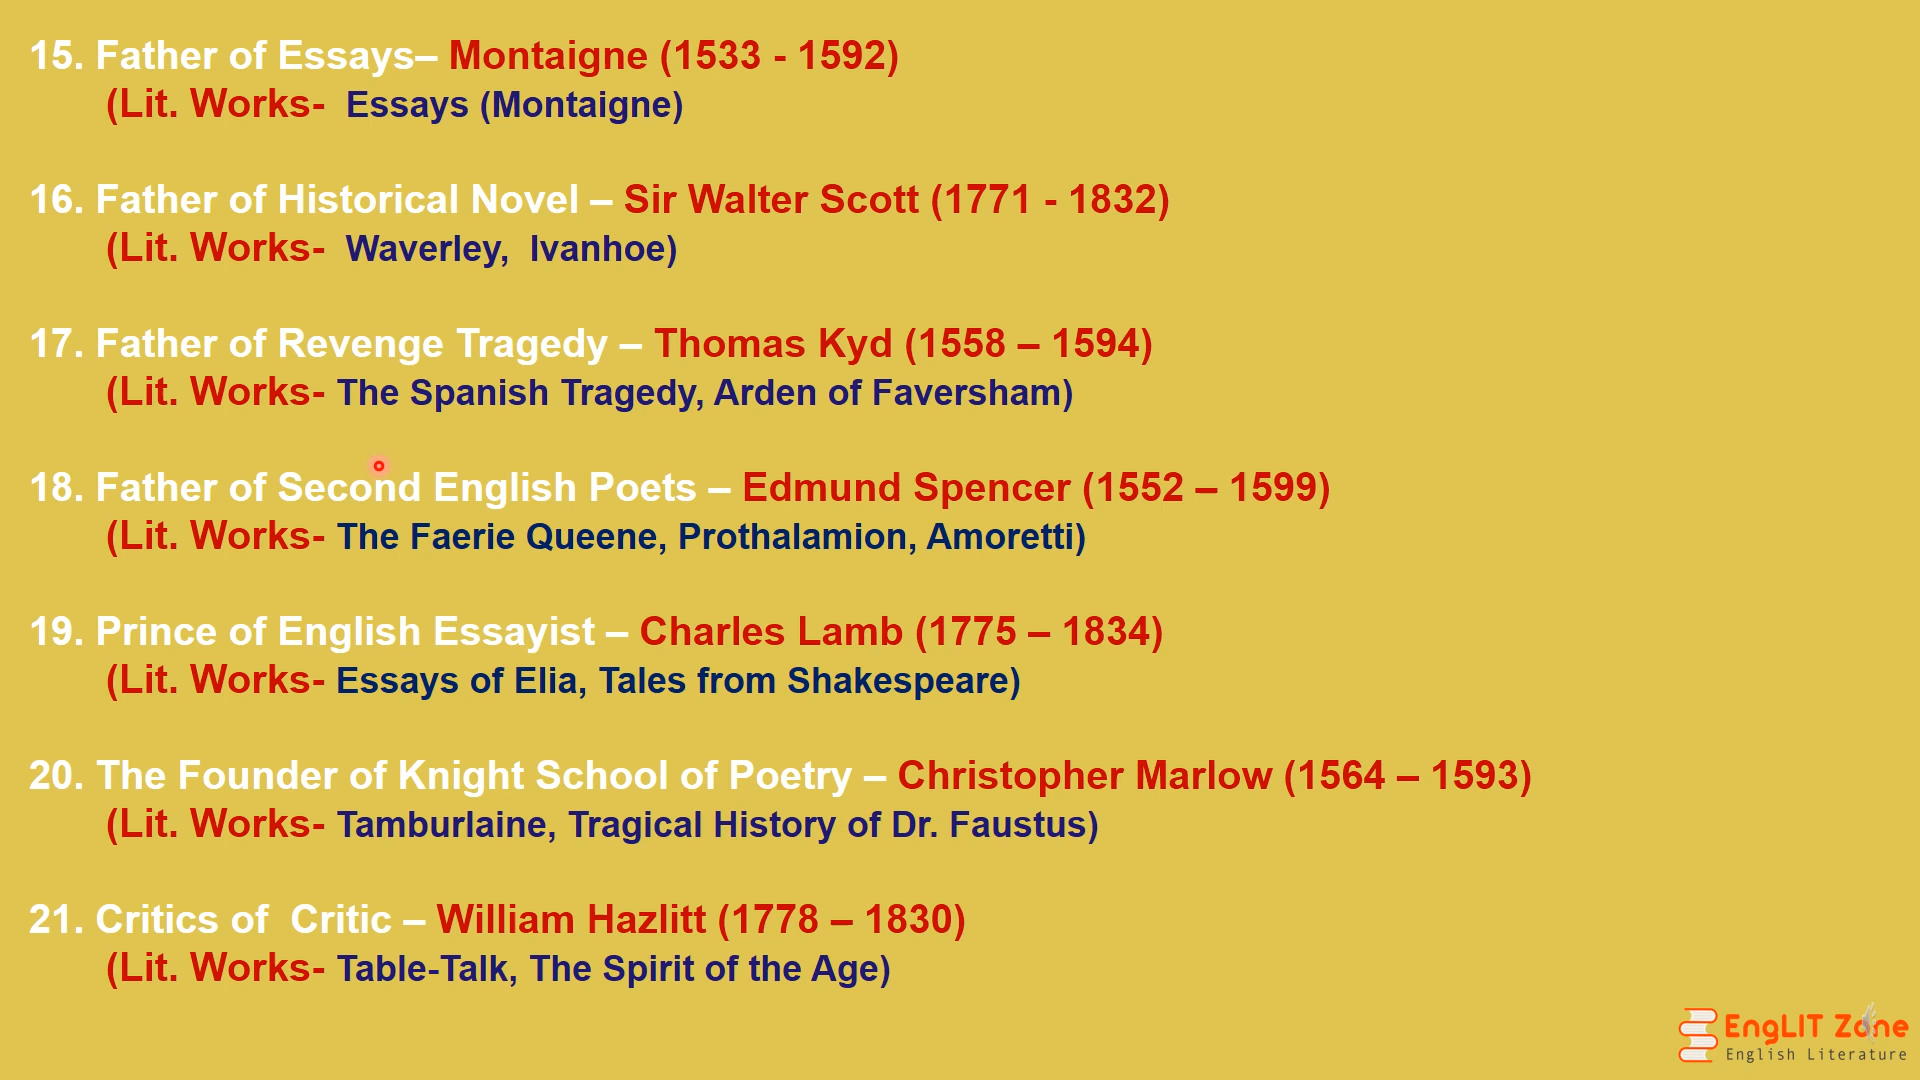 15. Father of Essays– Montaigne (1533 - 1592)
(Lit. Works- Essays (Montaigne)
16. Father of Historical Novel – Sir Walter Scott (1771 - 1832)
(Lit. Works- Waverley, Ivanhoe)
17. Father of Revenge Tragedy – Thomas Kyd (1558 – 1594)
(Lit. Works- The Spanish Tragedy, Arden of Faversham)
18. Father of Second English Poets – Edmund Spencer (1552 – 1599)
(Lit. Works- The Faerie Queene, Prothalamion, Amoretti)
19. Prince of English Essayist – Charles Lamb (1775 – 1834)
(Lit. Works- Essays of Elia, Tales from Shakespeare)
20. The Founder of Knight School of Poetry – Christopher Marlow (1564 – 1593)
(Lit. Works- Tamburlaine, Tragical History of Dr. Faustus)
21. Critics of Critic – William Hazlitt (1778 – 1830)
(Lit. Works- Table-Talk, The Spirit of the Age)
EngLIT Zone
English Literature